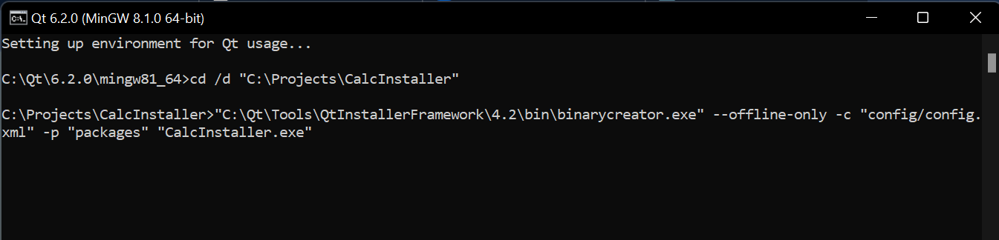 Qt 6.2.0 (MinGW 8.1.0 64-bit)
Setting up environment for Qt usage...
C:\Qt\6.2.0\mingw81_64>cd /d "C:\Projects\CalcInstaller"
C:\Projects\CalcInstaller>"C:\Qt\Tools\QtInstallerFramework\4.2\bin\binarycreator.exe" --offline-only -c "config/config.
xml" -p "packages" "CalcInstaller.exe"